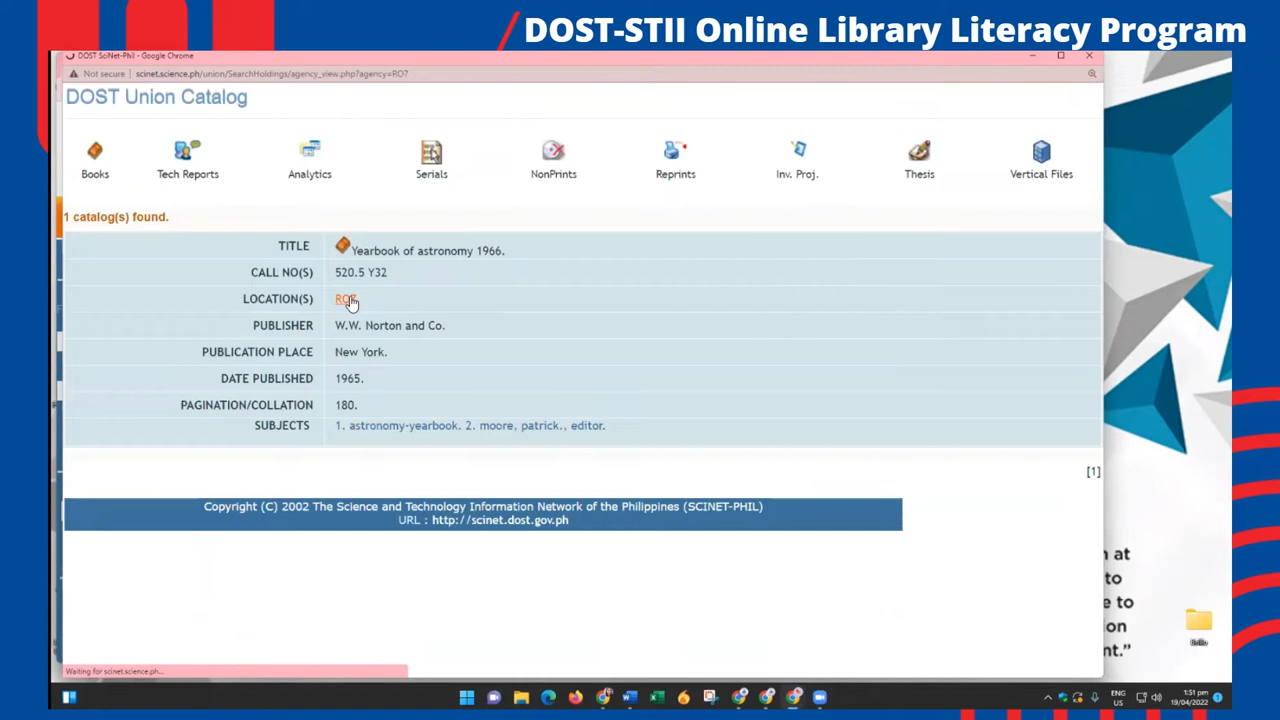 DOST-STII Online Library Literacy Program
DOST SciNet-Phil - Google Chrome
Not secure | scinet.science.ph/union/SearchHoldings/agency_view.php?agency=RO7
DOST Union Catalog
Books Tech Reports Analytics Serials NonPrints Reprints Inv. Proj. Thesis Vertical Files
1 catalog(s) found.
TITLE Yearbook of astronomy 1966.
CALL NO(S) 520.5 Y32
LOCATION(S) RO7
PUBLISHER W.W. Norton and Co.
PUBLICATION PLACE New York.
DATE PUBLISHED 1965.
PAGINATION/COLLATION 180.
SUBJECTS 1. astronomy-yearbook. 2. moore, patrick., editor.
[1]
Copyright (C) 2002 The Science and Technology Information Network of the Philippines (SCINET-PHIL)
URL : http://scinet.dost.gov.ph
at
to
e to
on
nt.”
Waiting for scinet.science.ph...
ENG
US
1:51 pm
19/04/2022